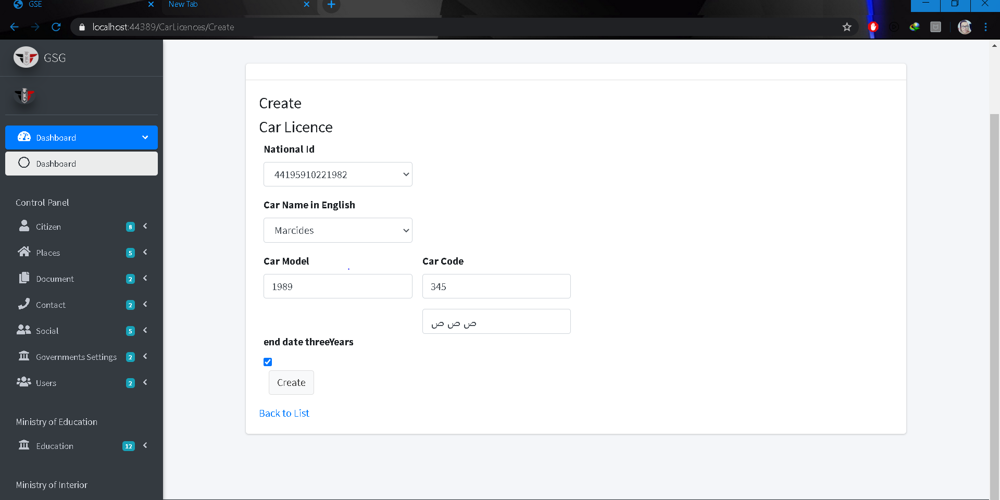 GSE
New Tab
localhost:44389/CarLicences/Create
GSG
Dashboard
Dashboard
Control Panel
Citizen 8
Places 5
Document 2
Contact 2
Social 5
Governments Settings 2
Users 2
Ministry of Education
Education 12
Ministry of Interior
Create
Car Licence
National Id
44195910221982
Car Name in English
Marcides
Car Model
1989
Car Code
345
ص ص ص
end date threeYears
Create
Back to List